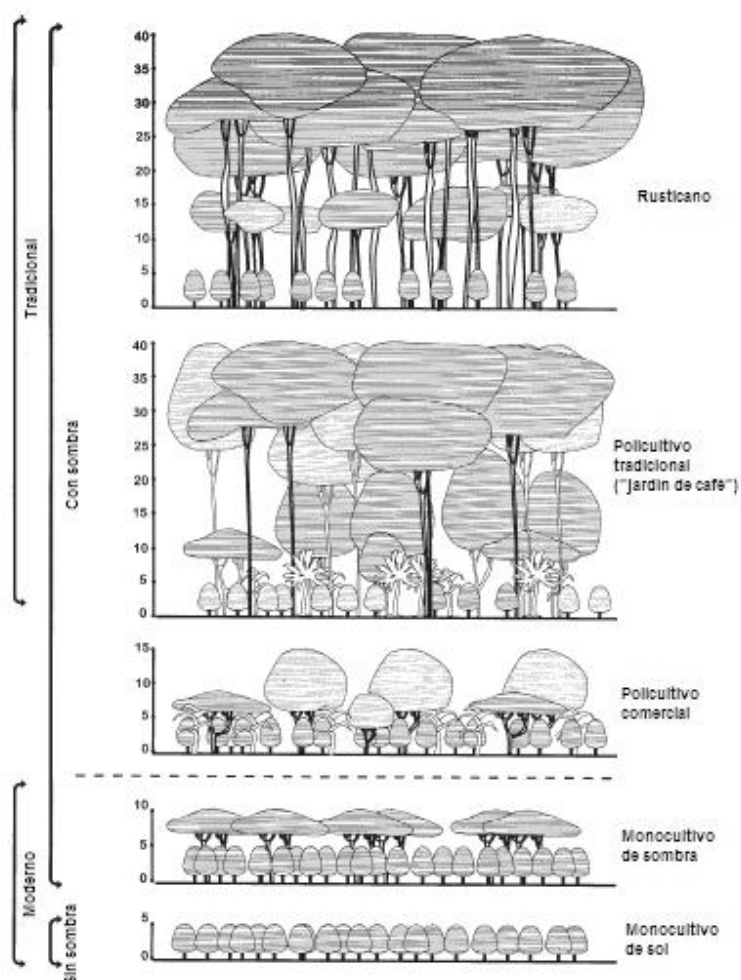 Tradicional
Con sombra
40
35
30
25
20
15
10
5
0
Rusticano
40
35
30
25
20
15
10
5
0
Policultivo
tradicional
("jardín de café")
15
10
5
0
Policultivo
comercial
Moderno
10
5
0
Monocultivo
de sombra
Sin sombra
5
0
Monocultivo
de sol